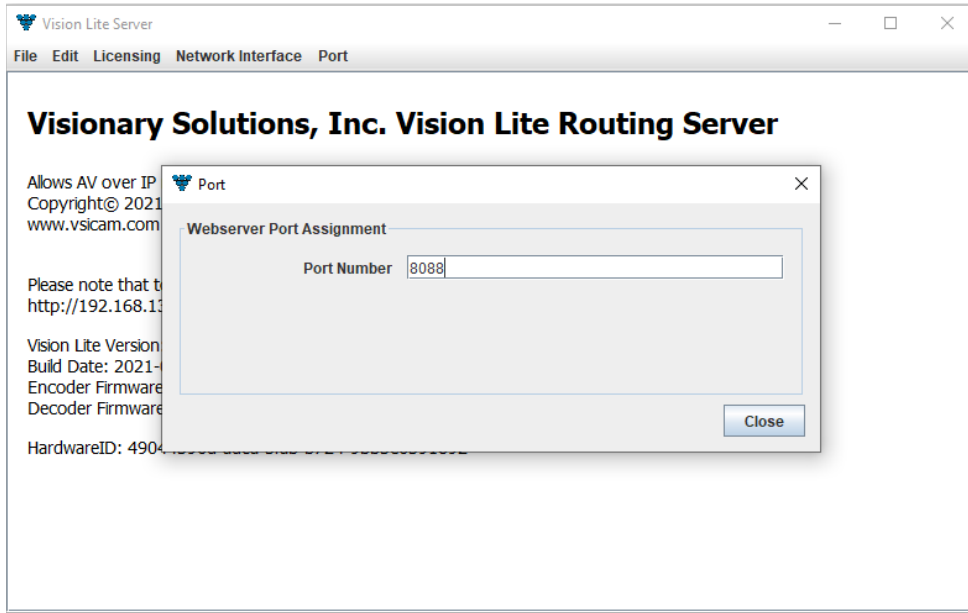 Vision Lite Server
File Edit Licensing Network Interface Port
Visionary Solutions, Inc. Vision Lite Routing Server
Allows AV over IP
Copyright© 2021
www.vsicam.com
Please note that
http://192.168.13
Vision Lite Version
Build Date: 2021-
Encoder Firmware
Decoder Firmware
HardwareID:
Port
Webserver Port Assignment
Port Number 8088
Close